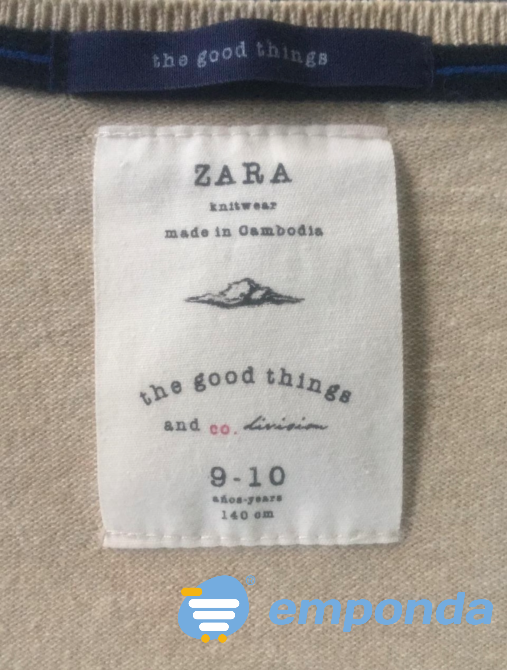 the good things
ZARA
knitwear
made in Cambodia
the good things
and co. division
9-10
años-years
140 cm
emponda